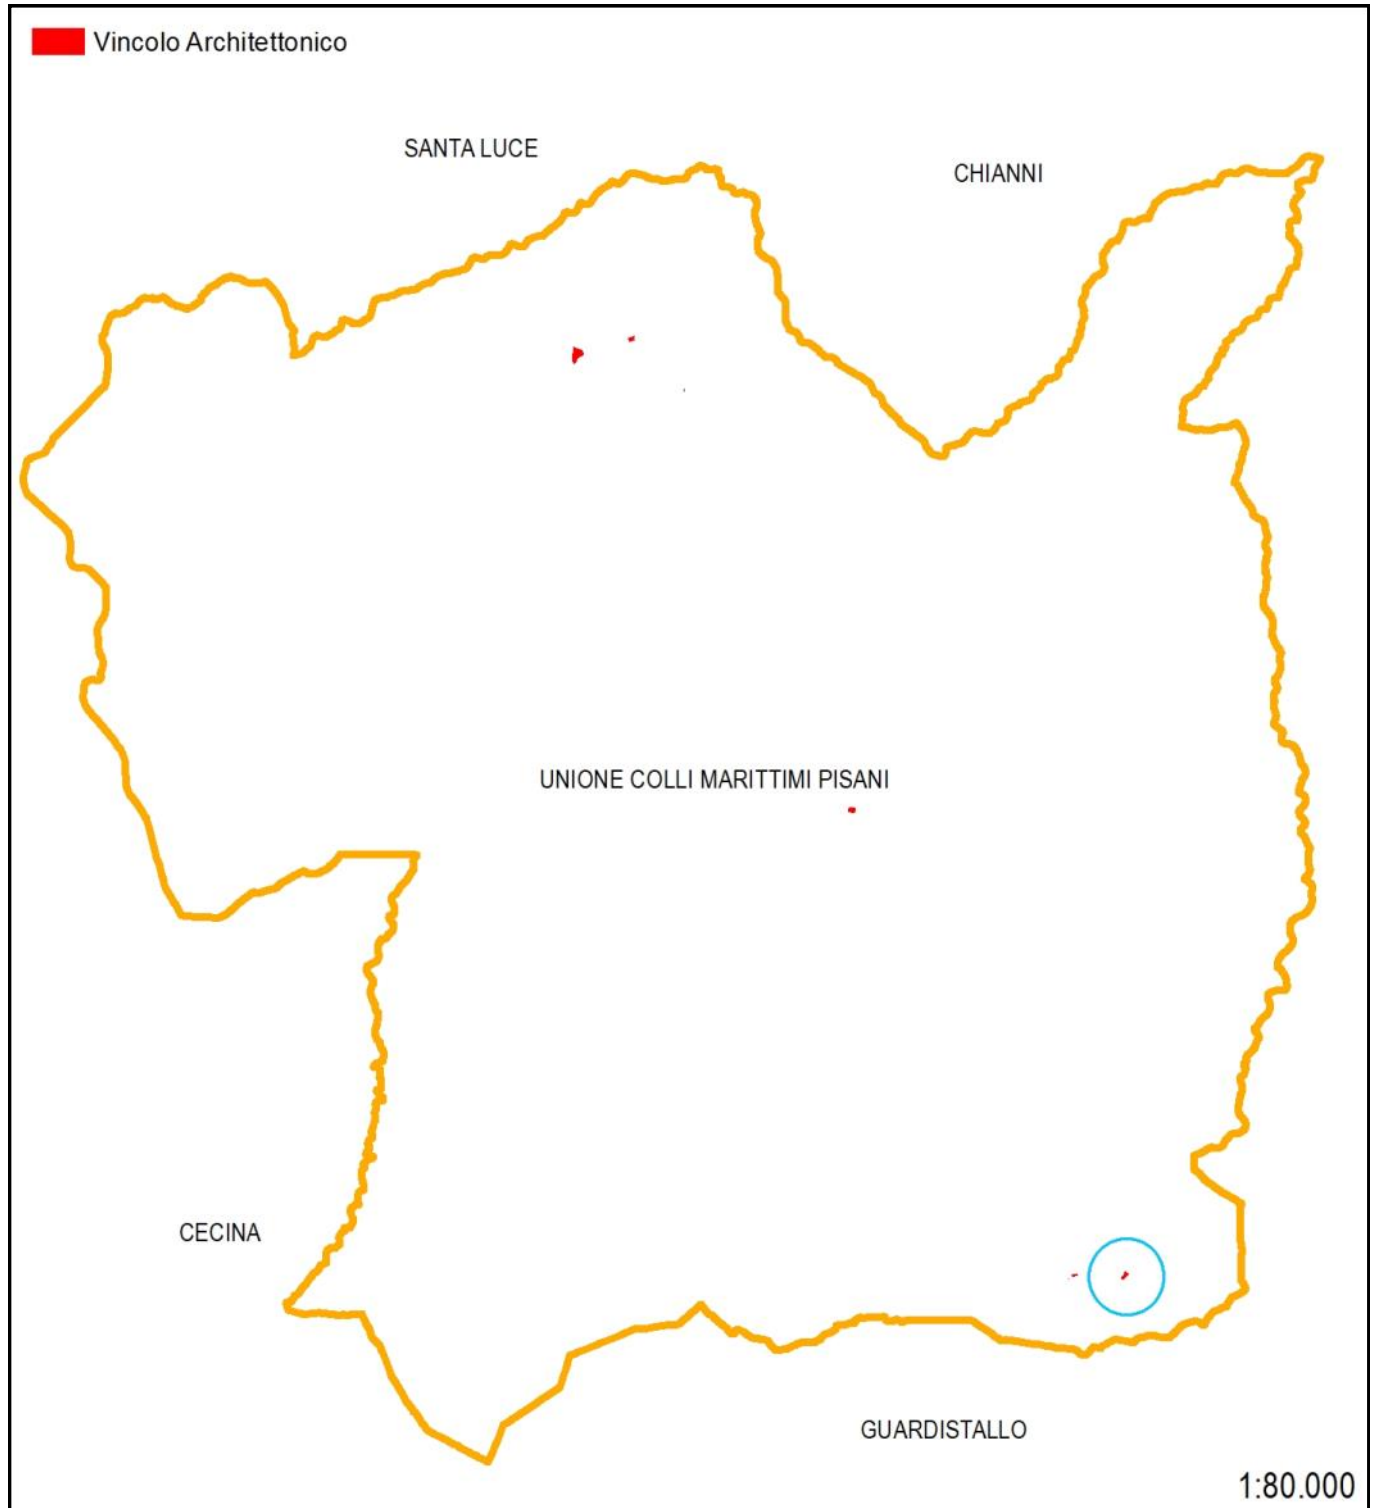 Vincolo Architettonico
SANTA LUCE
CHIANNI
UNIONE COLLI MARITTIMI PISANI
CECINA
GUARDISTALLO
1:80.000